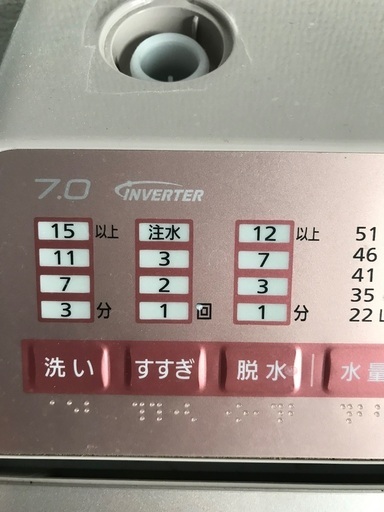 7.0 INVERTER
15 以上 注水 12 以上 51
11 3 7 46
7 2 3 41
3 分 1 回 1 分 35
22
洗い すすぎ 脱水 水量